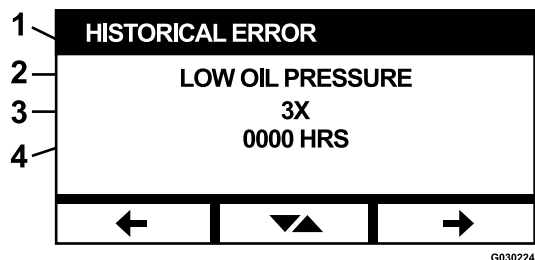 1
HISTORICAL ERROR
2
LOW OIL PRESSURE
3
3X
4
0000 HRS
G030224